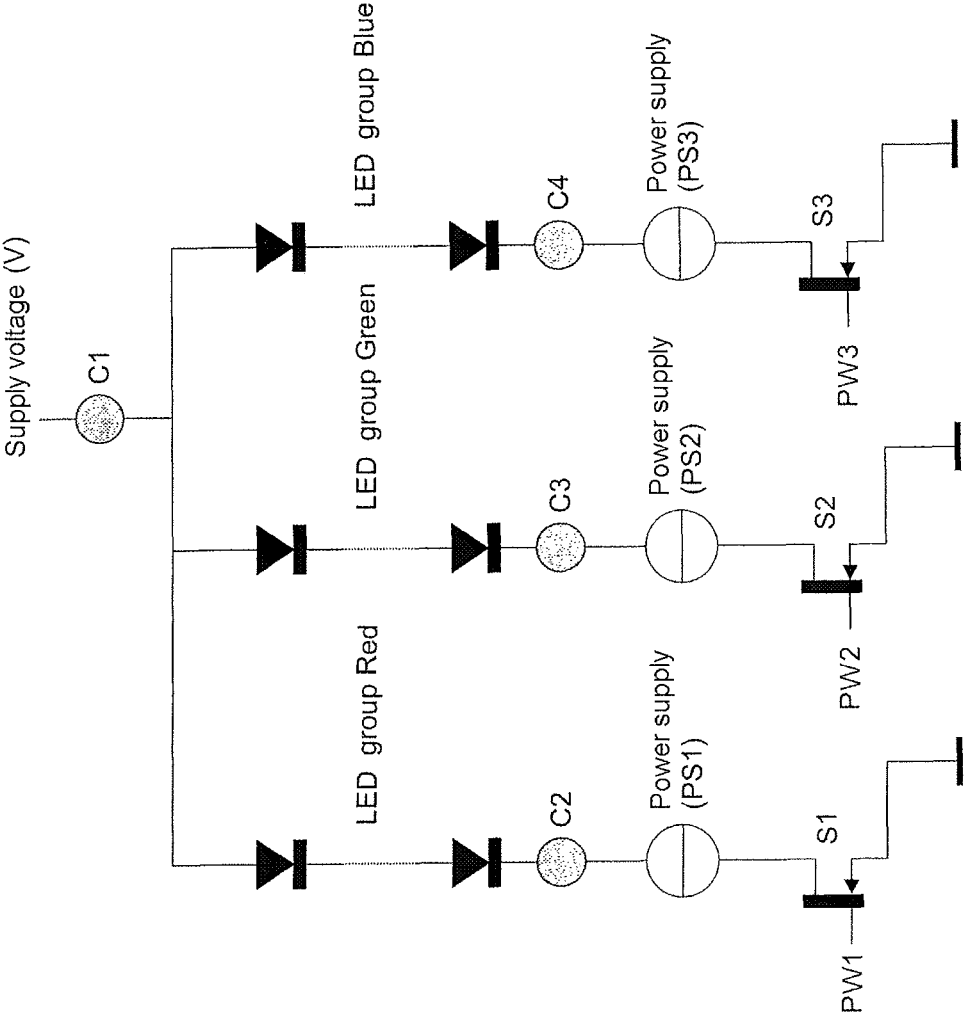 Supply voltage (V)
C1
LED group Red
LED group Green
LED group Blue
C2
C3
C4
Power supply
(PS1)
Power supply
(PS2)
Power supply
(PS3)
S1
S2
S3
PW1
PW2
PW3